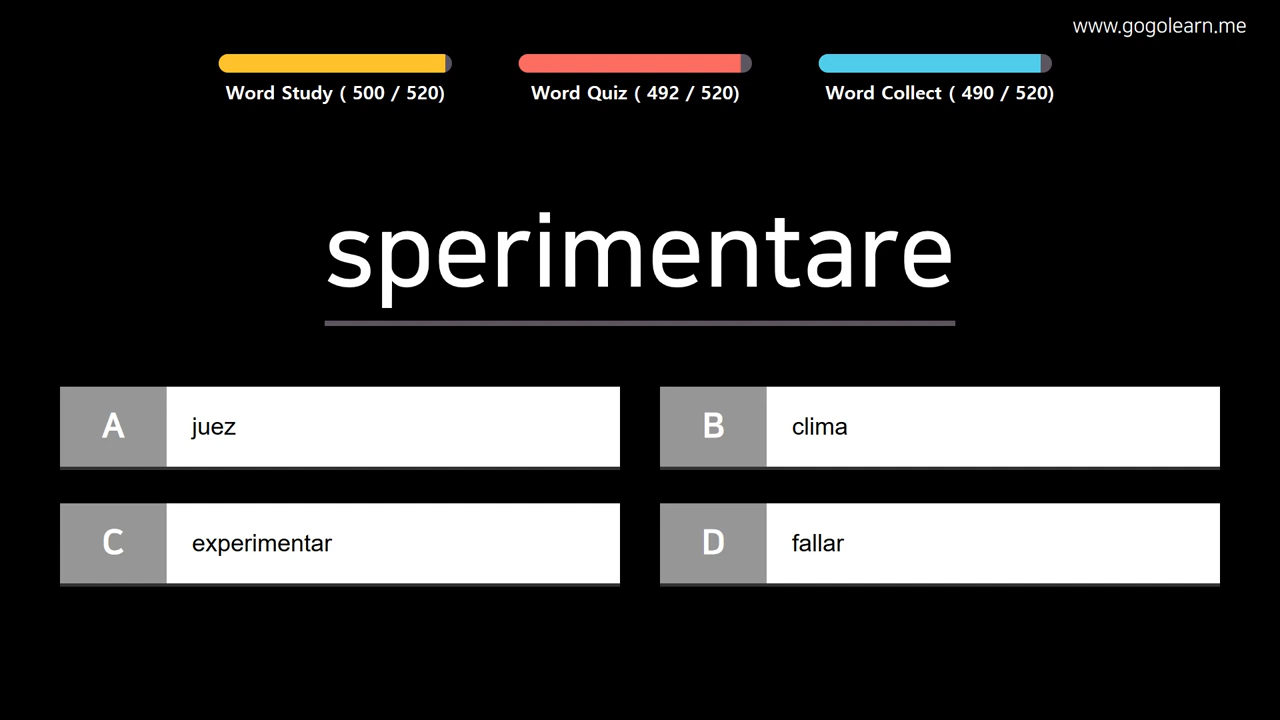 www.gogolearn.me
Word Study ( 500 / 520)
Word Quiz ( 492 / 520)
Word Collect ( 490 / 520)
sperimentare
A juez
B clima
C experimentar
D fallar